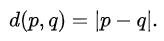 d(p, q) = |p − q|.